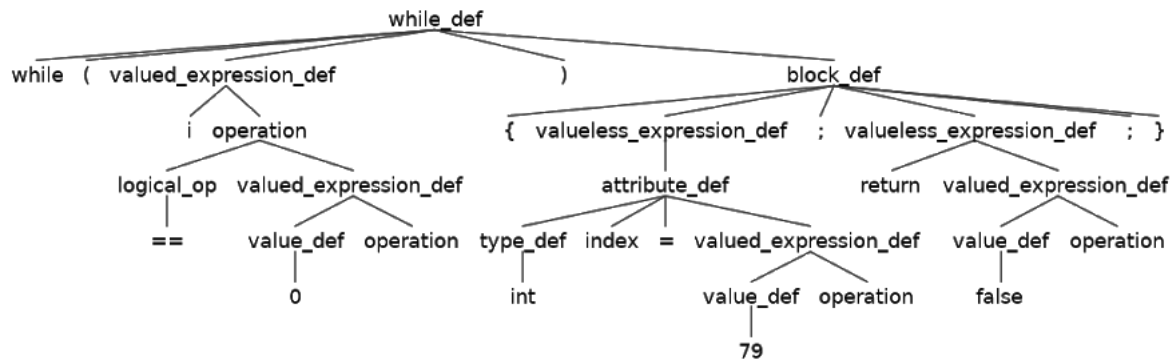 while_def
while ( valued_expression_def ) block_def
i operation { valueless_expression_def ; valueless_expression_def ; }
logical_op valued_expression_def attribute_def return valued_expression_def
== value_def operation type_def index = valued_expression_def value_def operation
0 int value_def operation false
79